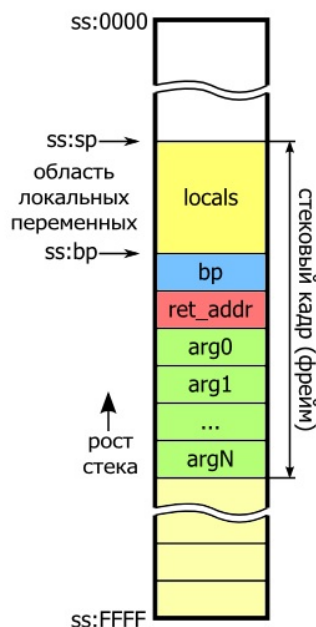 ss:0000
ss:sp
область
локальных
переменных
locals
ss:bp
bp
ret_addr
arg0
arg1
...
argN
рост
стека
стековый кадр (фрейм)
ss:FFFF